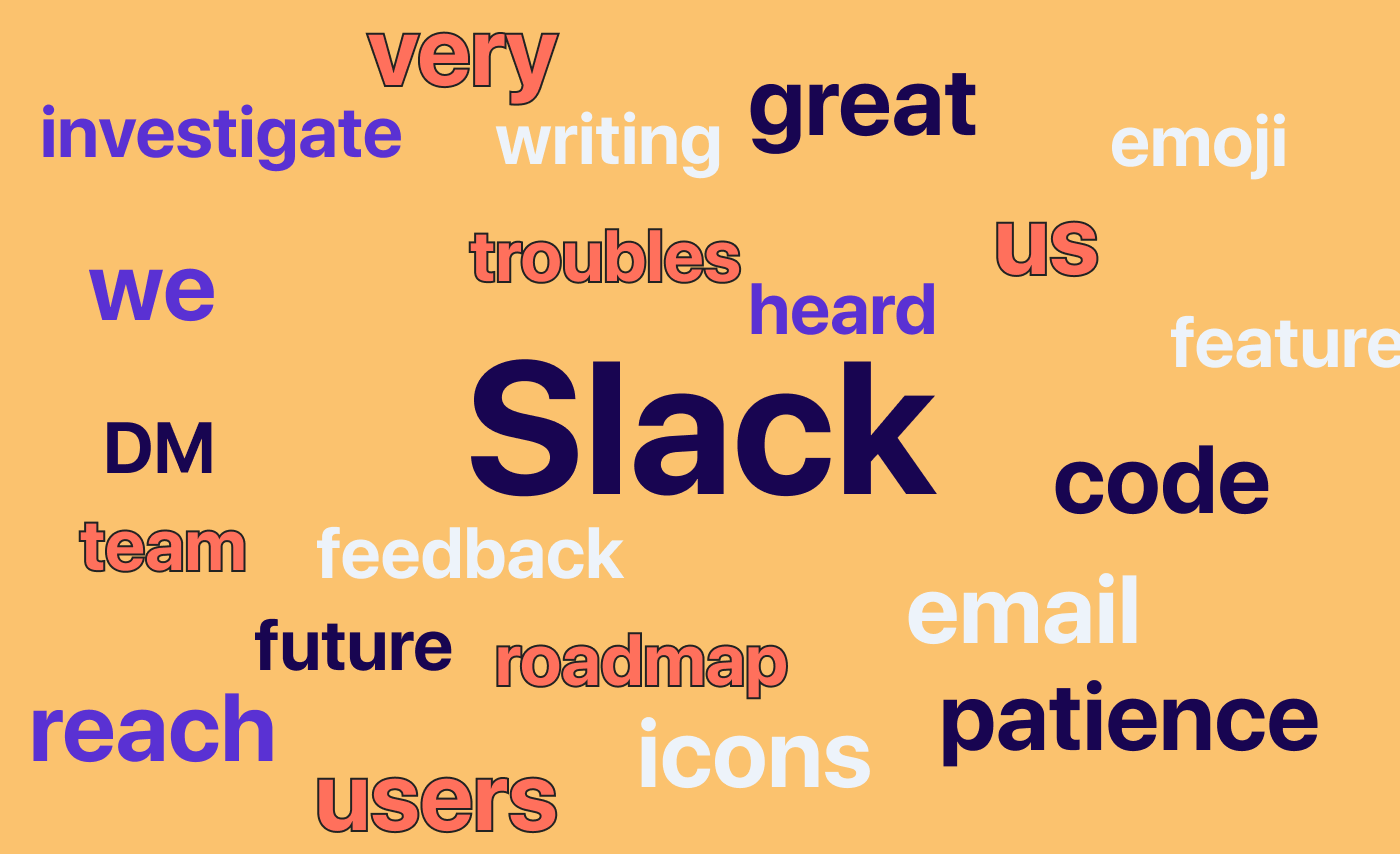 very
investigate
writing
great
emoji
we
troubles
us
heard
feature
Slack
DM
code
team
feedback
email
future
roadmap
reach
icons
patience
users